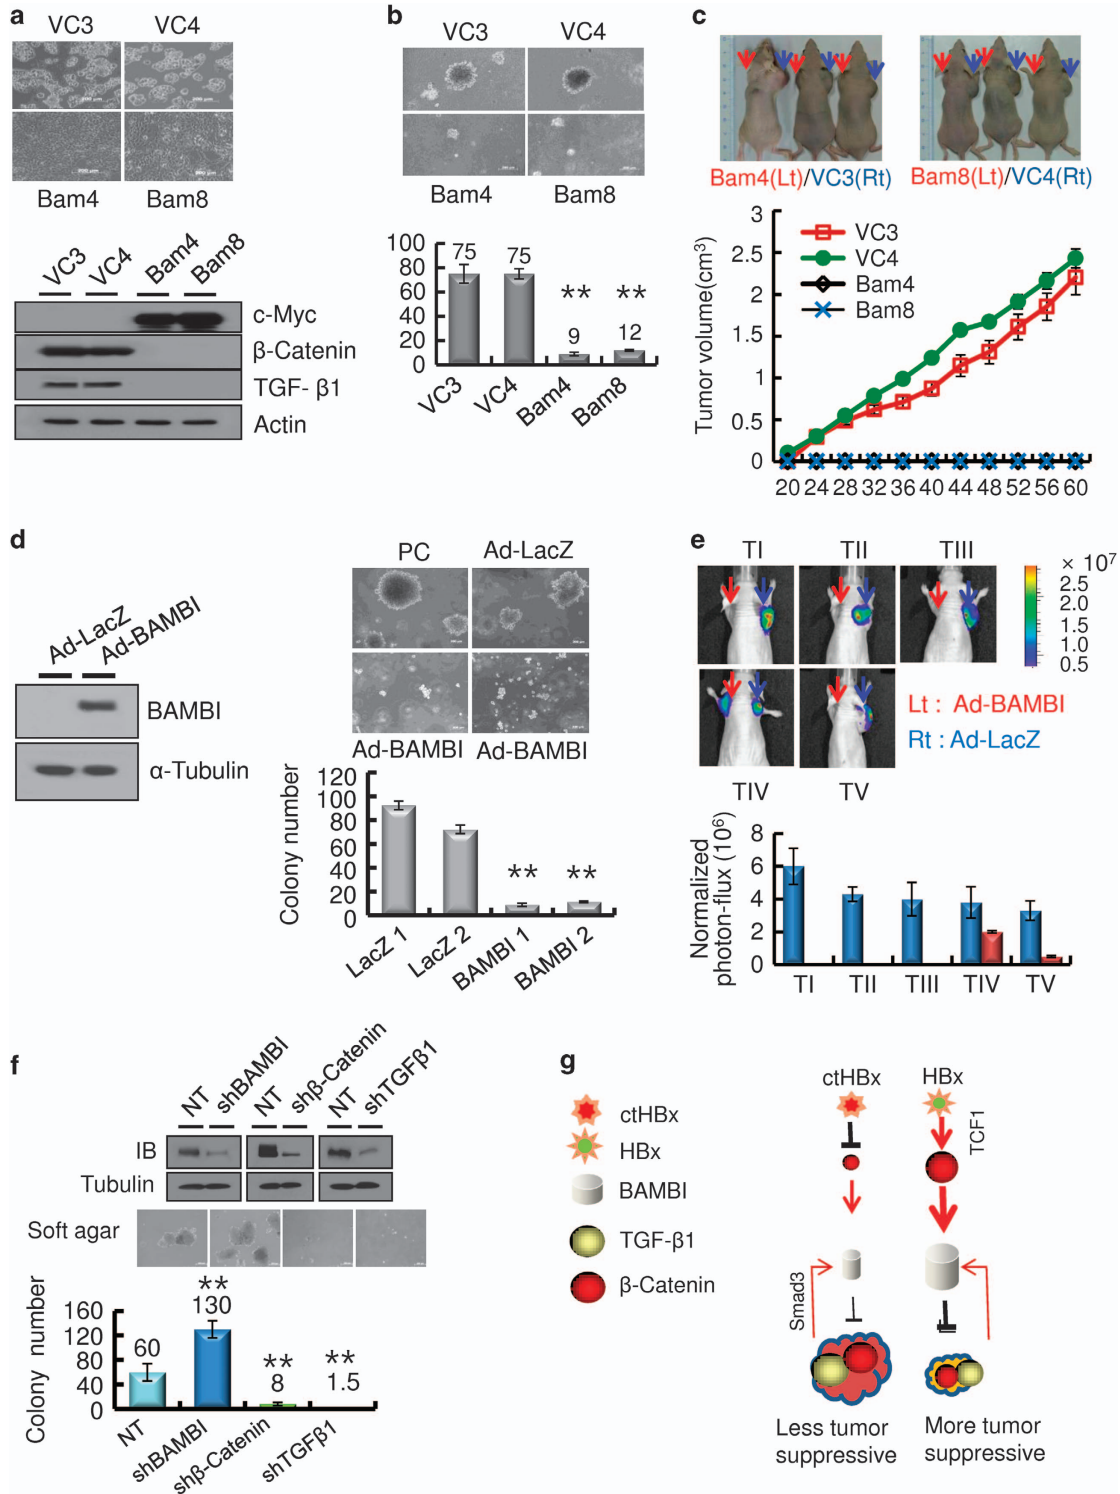 a
VC3 VC4
Bam4 Bam8
VC3 VC4 Bam4 Bam8
c-Myc
β-Catenin
TGF- β1
Actin
b
VC3 VC4
Bam4 Bam8
100
80
60
40
20
0
75 75 9 12
** **
VC3 VC4 Bam4 Bam8
c
Bam4(Lt)/VC3(Rt) Bam8(Lt)/VC4(Rt)
Tumor volume(cm³)
3
2.5
2
1.5
1
0.5
0
VC3
VC4
Bam4
Bam8
20 24 28 32 36 40 44 48 52 56 60
d
Ad-LacZ
Ad-BAMBI
BAMBI
α-Tubulin
PC Ad-LacZ
Ad-BAMBI Ad-BAMBI
Colony number
120
100
80
60
40
20
0
** **
LacZ 1 LacZ 2 BAMBI 1 BAMBI 2
e
TI TII TIII
× 10⁷
2.5
2.0
1.5
1.0
0.5
Lt : Ad-BAMBI
Rt : Ad-LacZ
TIV TV
Normalized
photon-flux (10⁶)
8
6
4
2
0
TI TII TIII TIV TV
f
NT shBAMBI NT shβ-Catenin NT shTGFβ1
IB
Tubulin
Soft agar
Colony number
160
120
80
40
0
60
**
130
**
8
**
1.5
NT shBAMBI shβ-Catenin shTGFβ1
g
ctHBx
HBx
BAMBI
TGF-β1
β-Catenin
ctHBx HBx
TCF1
Smad3
Less tumor
suppressive
More tumor
suppressive